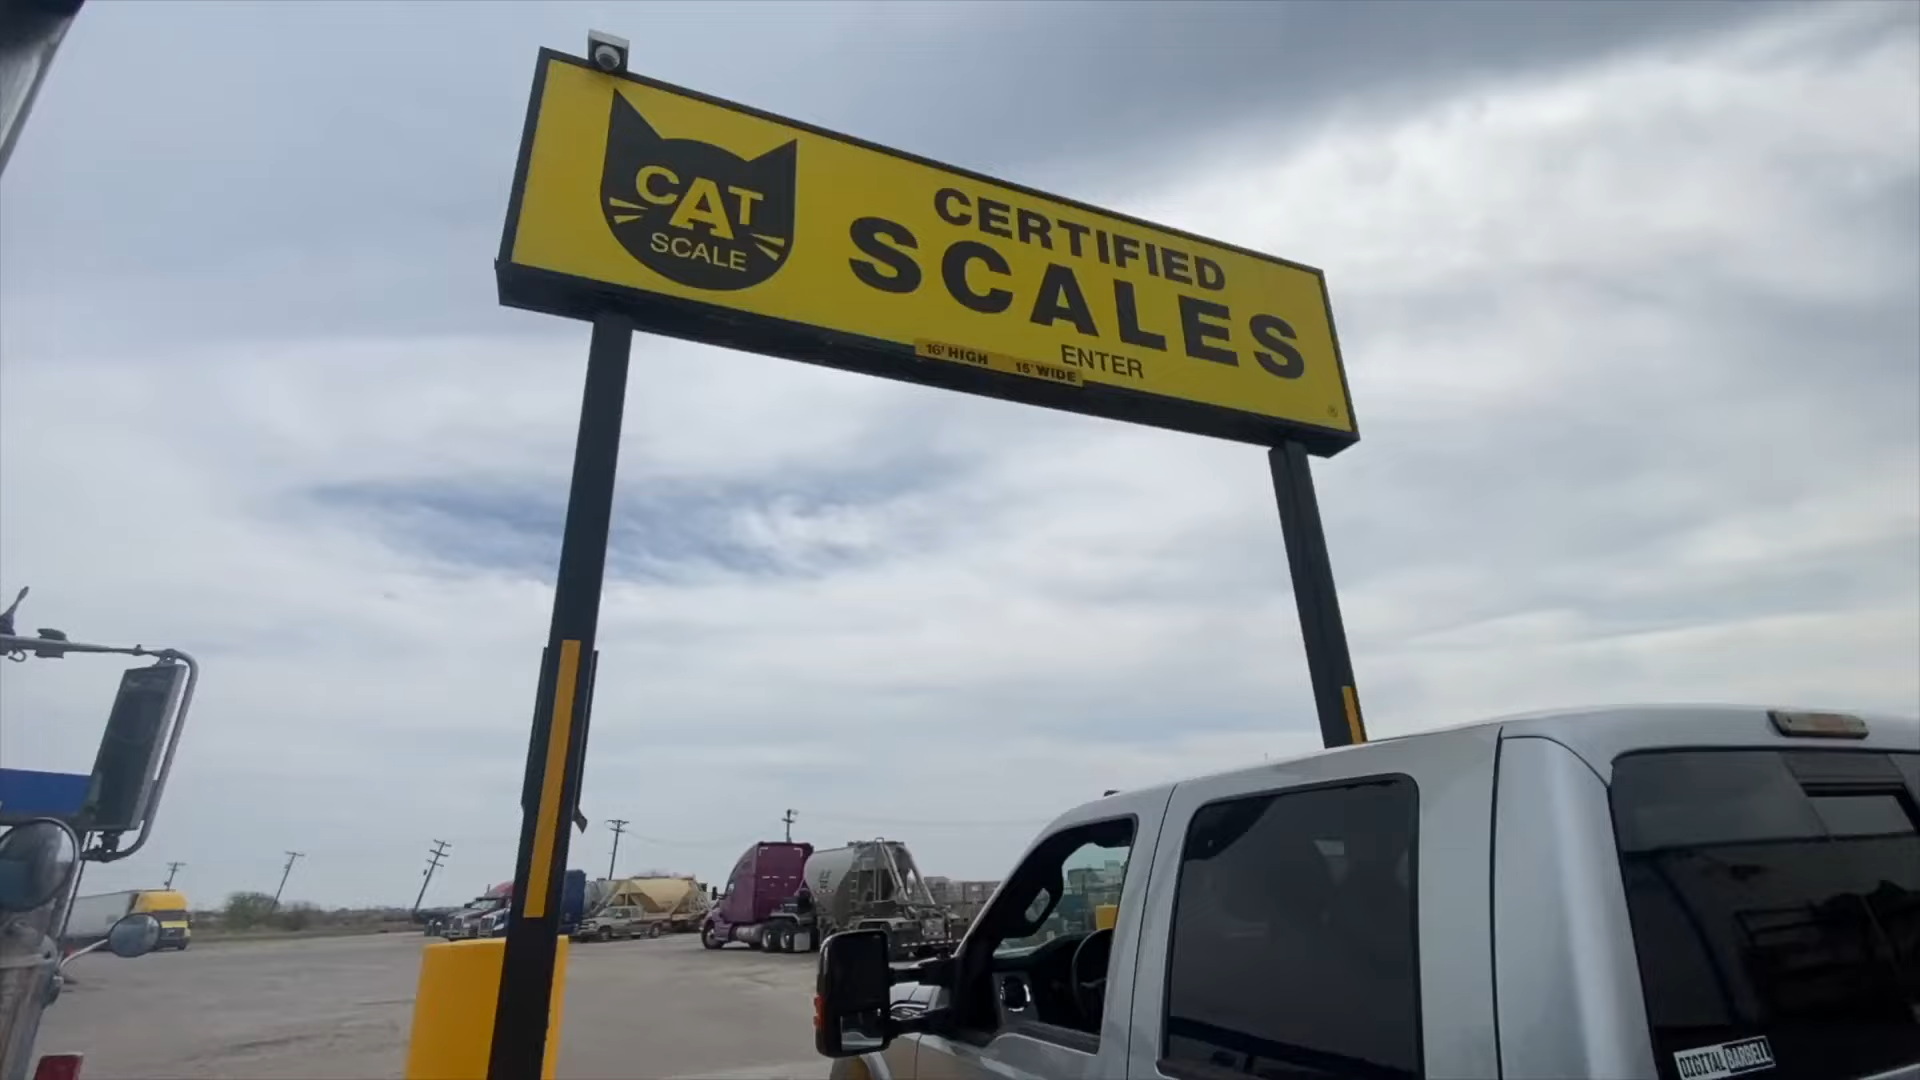 CAT
SCALE
CERTIFIED
SCALES
ENTER
16' HIGH 15' WIDE
®
DIGITAL BARBELL